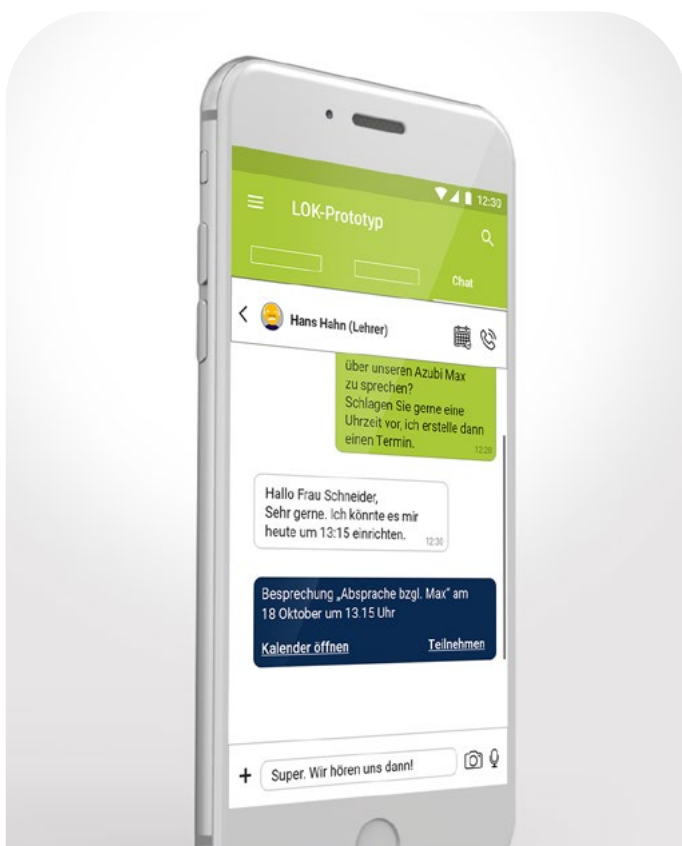 12:30
LOK-Prototyp
Chat
Hans Hahn (Lehrer)
über unseren Azubi Max
zu sprechen?
Schlagen Sie gerne eine
Uhrzeit vor, ich erstelle dann
einen Termin.
12:20
Hallo Frau Schneider,
Sehr gerne. Ich könnte es mir
heute um 13:15 einrichten.
12:30
Besprechung „Absprache bzgl. Max“ am
18 Oktober um 13.15 Uhr
Kalender öffnen Teilnehmen
Super. Wir hören uns dann!